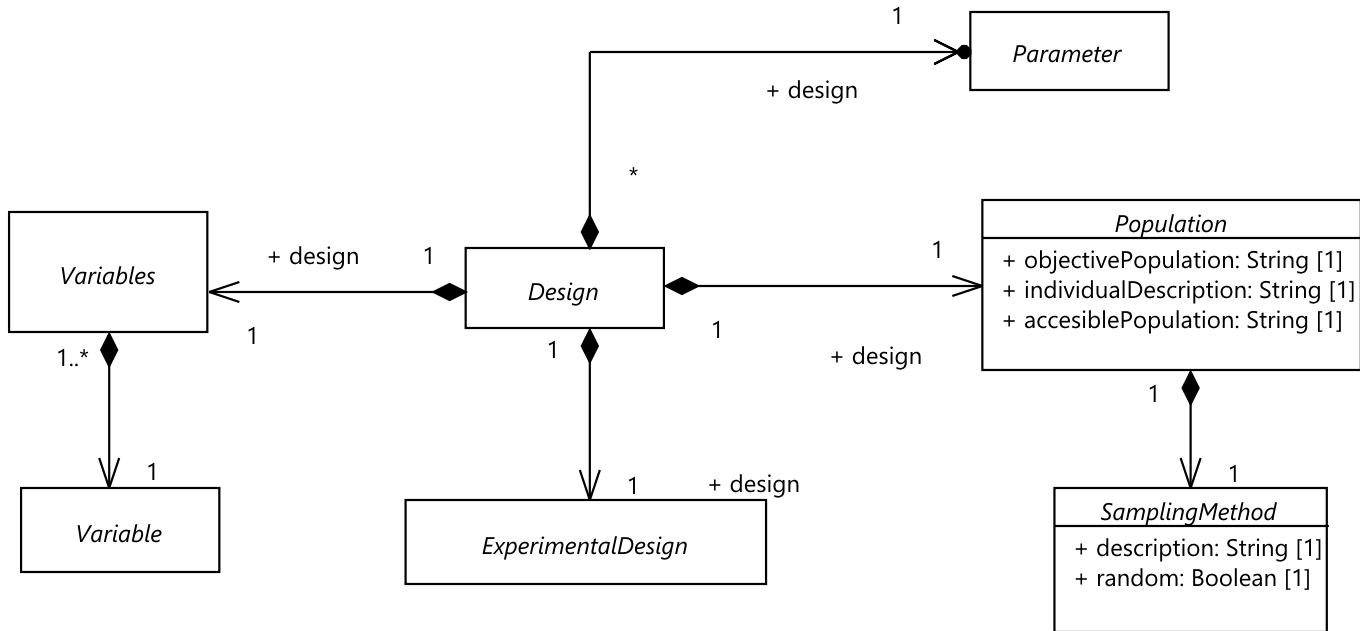 1
Parameter
+ design
*
Population
+ objectivePopulation: String [1]
+ individualDescription: String [1]
+ accesiblePopulation: String [1]
Variables
+ design
1
1
Design
1
1
+ design
1
1..*
1
1
1
Variable
1
+ design
ExperimentalDesign
1
SamplingMethod
+ description: String [1]
+ random: Boolean [1]